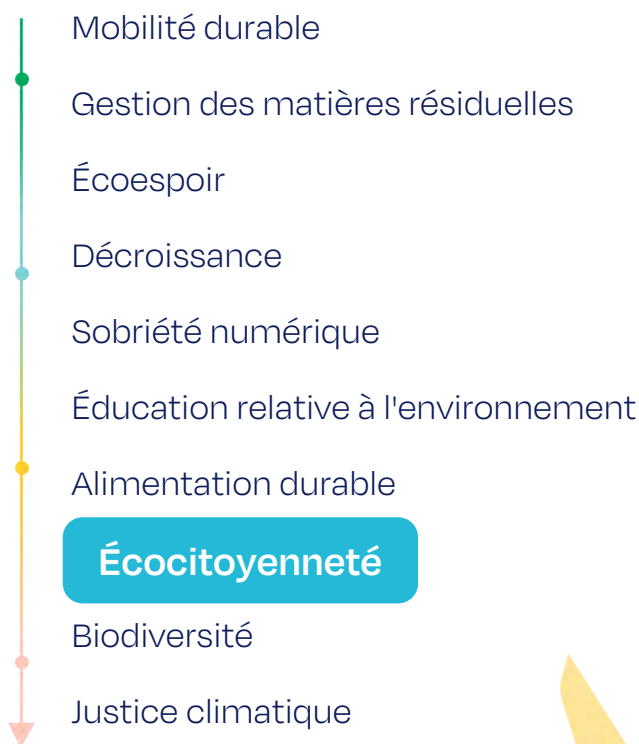 Mobilité durable
Gestion des matières résiduelles
Écoespoir
Décroissance
Sobriété numérique
Éducation relative à l'environnement
Alimentation durable
Écocitoyenneté
Biodiversité
Justice climatique